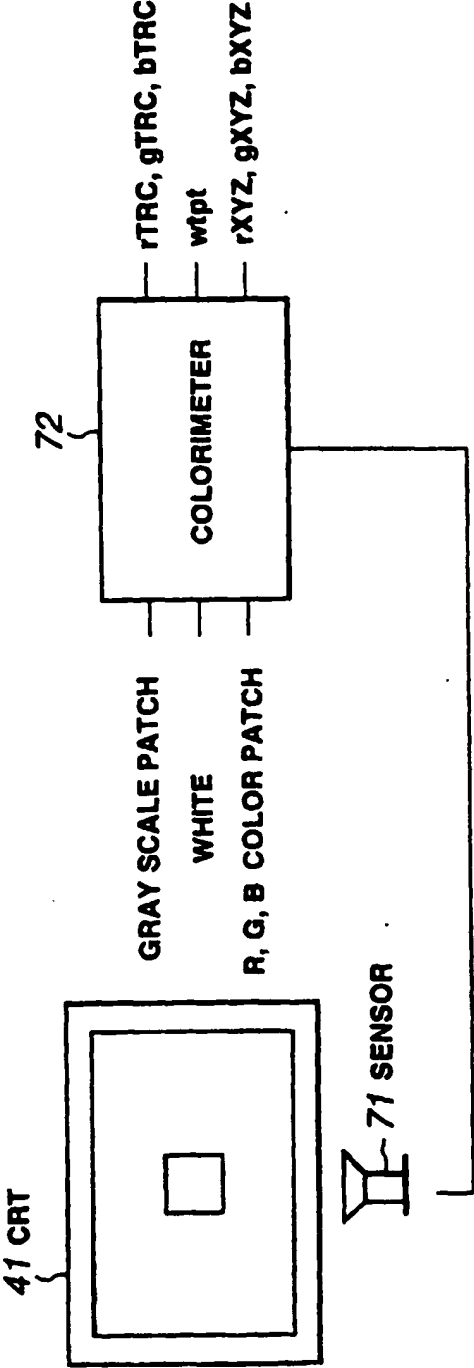 41 CRT
71 SENSOR
GRAY SCALE PATCH
WHITE
R, G, B COLOR PATCH
72
COLORIMETER
rTRC, gTRC, bTRC
wtpt
rXYZ, gXYZ, bXYZ